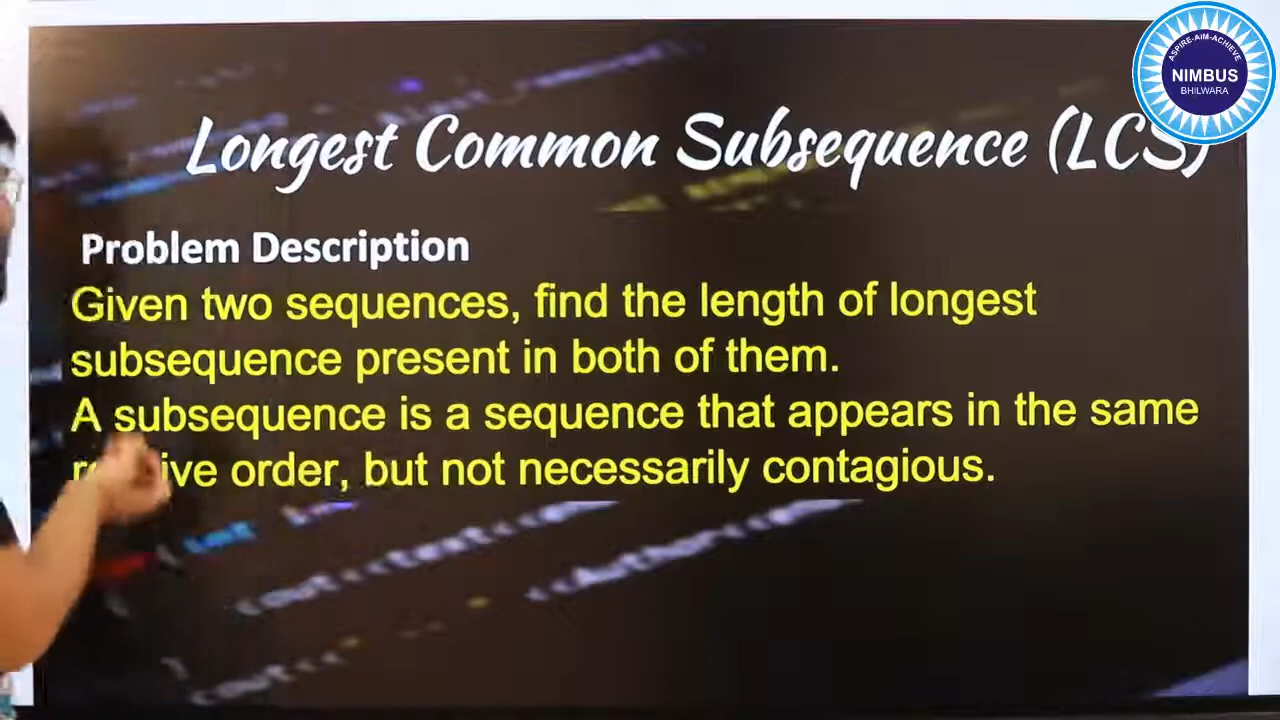 ASPIRE-AIM-ACHIEVE
NIMBUS
BHILWARA
Longest Common Subsequence (LCS)
Problem Description
Given two sequences, find the length of longest
subsequence present in both of them.
A subsequence is a sequence that appears in the same
order, but not necessarily contagious.